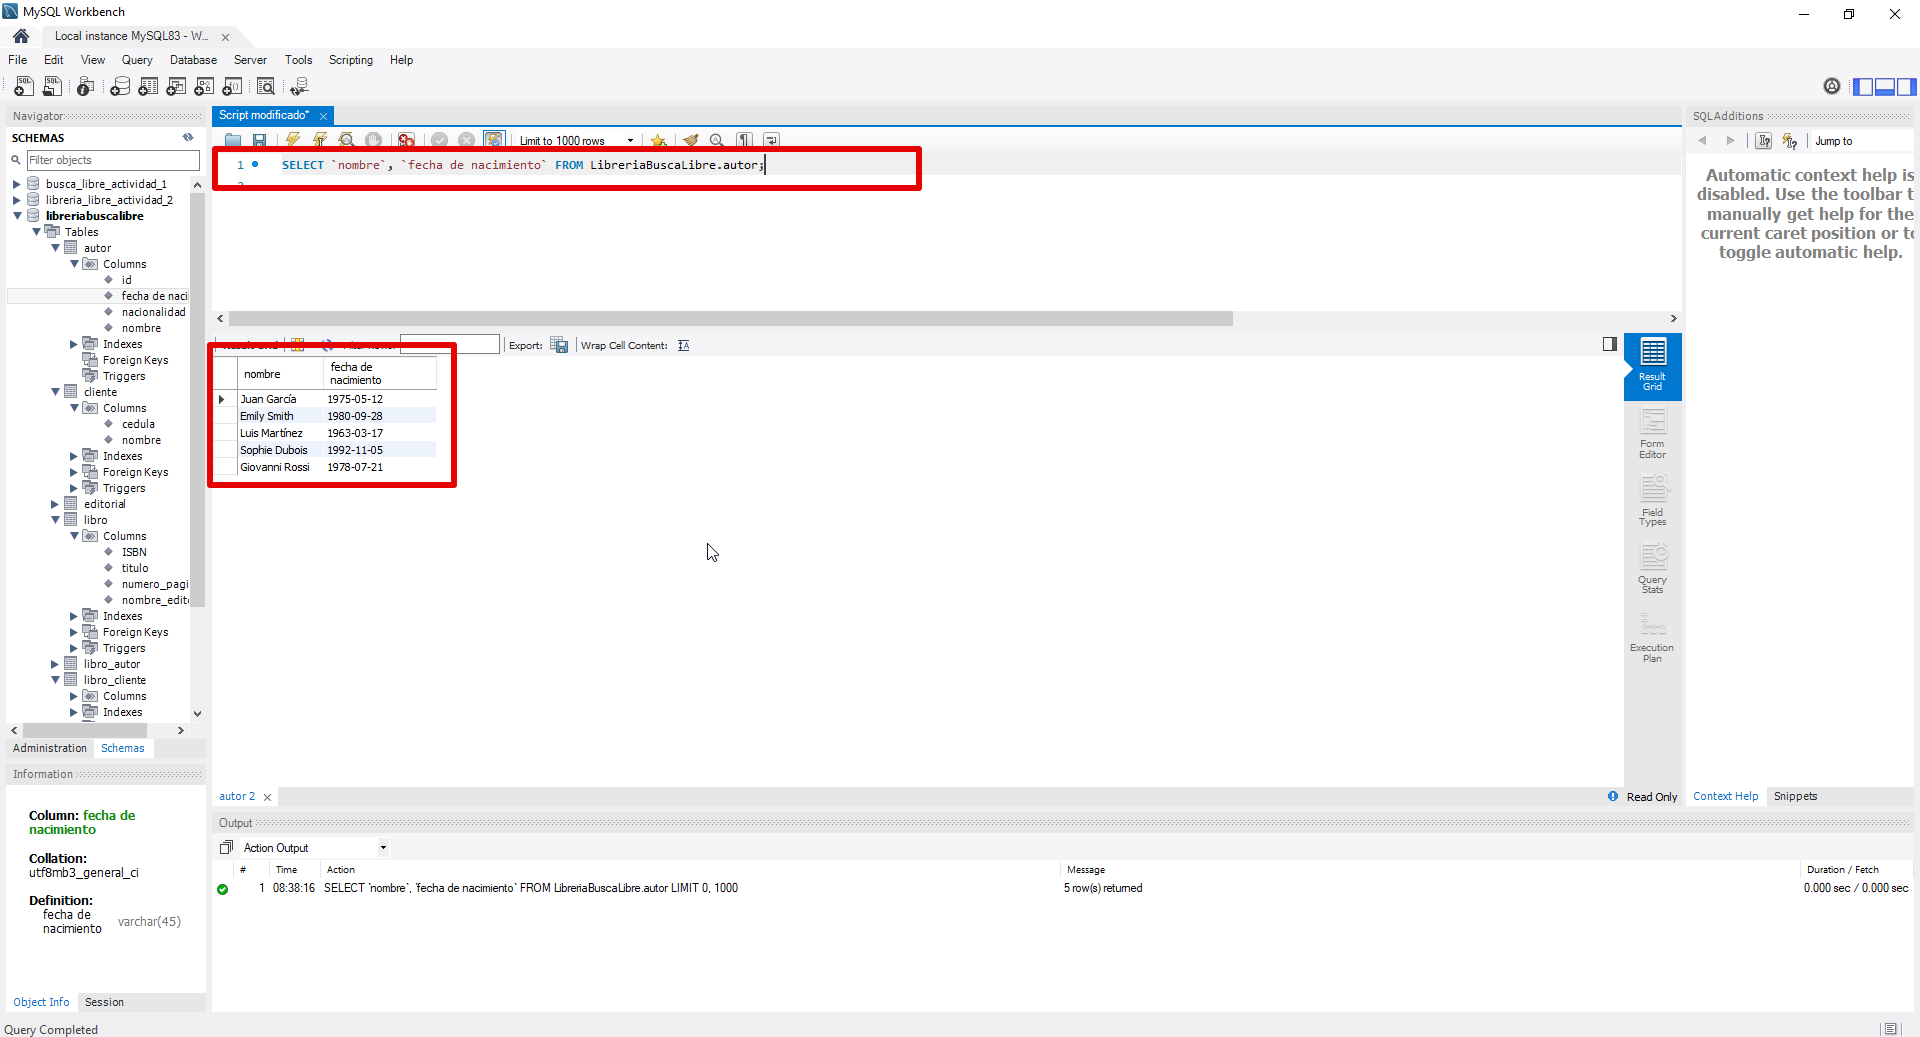 MySQL Workbench
Local instance MySQL83 - W...
File Edit View Query Database Server Tools Scripting Help
Navigator
SCHEMAS
Filter objects
busca_libre_actividad_1
libreria_libre_actividad_2
libreriabuscalibre
Tables
autor
Columns
id
fecha de naci
nacionalidad
nombre
Indexes
Foreign Keys
Triggers
cliente
Columns
cedula
nombre
Indexes
Foreign Keys
Triggers
editorial
libro
Columns
ISBN
titulo
numero_pagi
nombre_edit
Indexes
Foreign Keys
Triggers
libro_autor
libro_cliente
Columns
Indexes
Administration Schemas
Information
Column: fecha de
nacimiento
Collation:
utf8mb3_general_ci
Definition:
fecha de
nacimiento varchar(45)
Object Info Session
Query Completed
Script modificado*
Limit to 1000 rows
1 SELECT `nombre`, `fecha de nacimiento` FROM LibreriaBuscaLibre.autor;
Export: Wrap Cell Content:
nombre fecha de
nacimiento
Juan García 1975-05-12
Emily Smith 1980-09-28
Luis Martínez 1963-03-17
Sophie Dubois 1992-11-05
Giovanni Rossi 1978-07-21
Result
Grid
Form
Editor
Field
Types
Query
Stats
Execution
Plan
autor 2
Read Only
Output
Action Output
# Time Action Message Duration / Fetch
1 08:38:16 SELECT `nombre`, `fecha de nacimiento` FROM LibreriaBuscaLibre.autor LIMIT 0, 1000 5 row(s) returned 0.000 sec / 0.000 sec
SQLAdditions
Jump to
Automatic context help is
disabled. Use the toolbar t
manually get help for the
current caret position or to
toggle automatic help.
Context Help Snippets